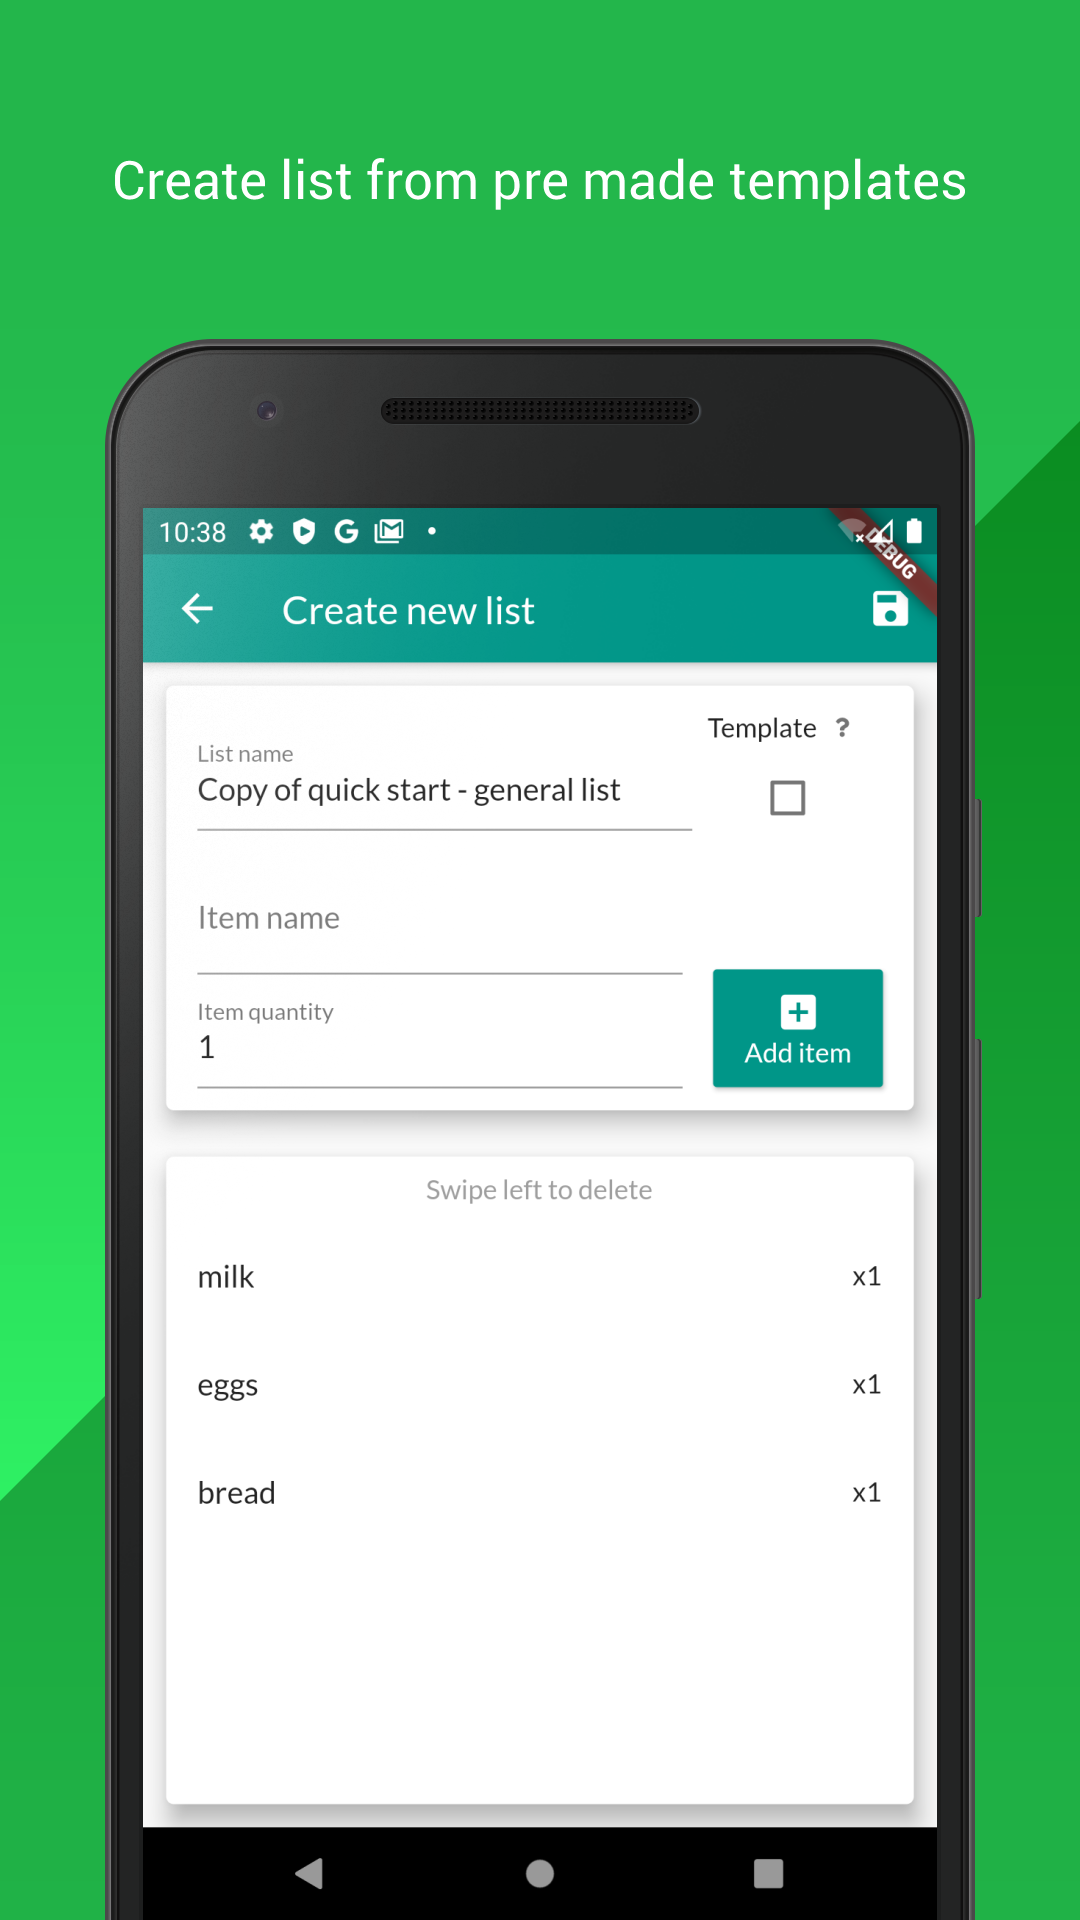 Create list from pre made templates
10:38
DEBUG
Create new list
Template ?
List name
Copy of quick start - general list
Item name
Item quantity
1
Add item
Swipe left to delete
milk x1
eggs x1
bread x1